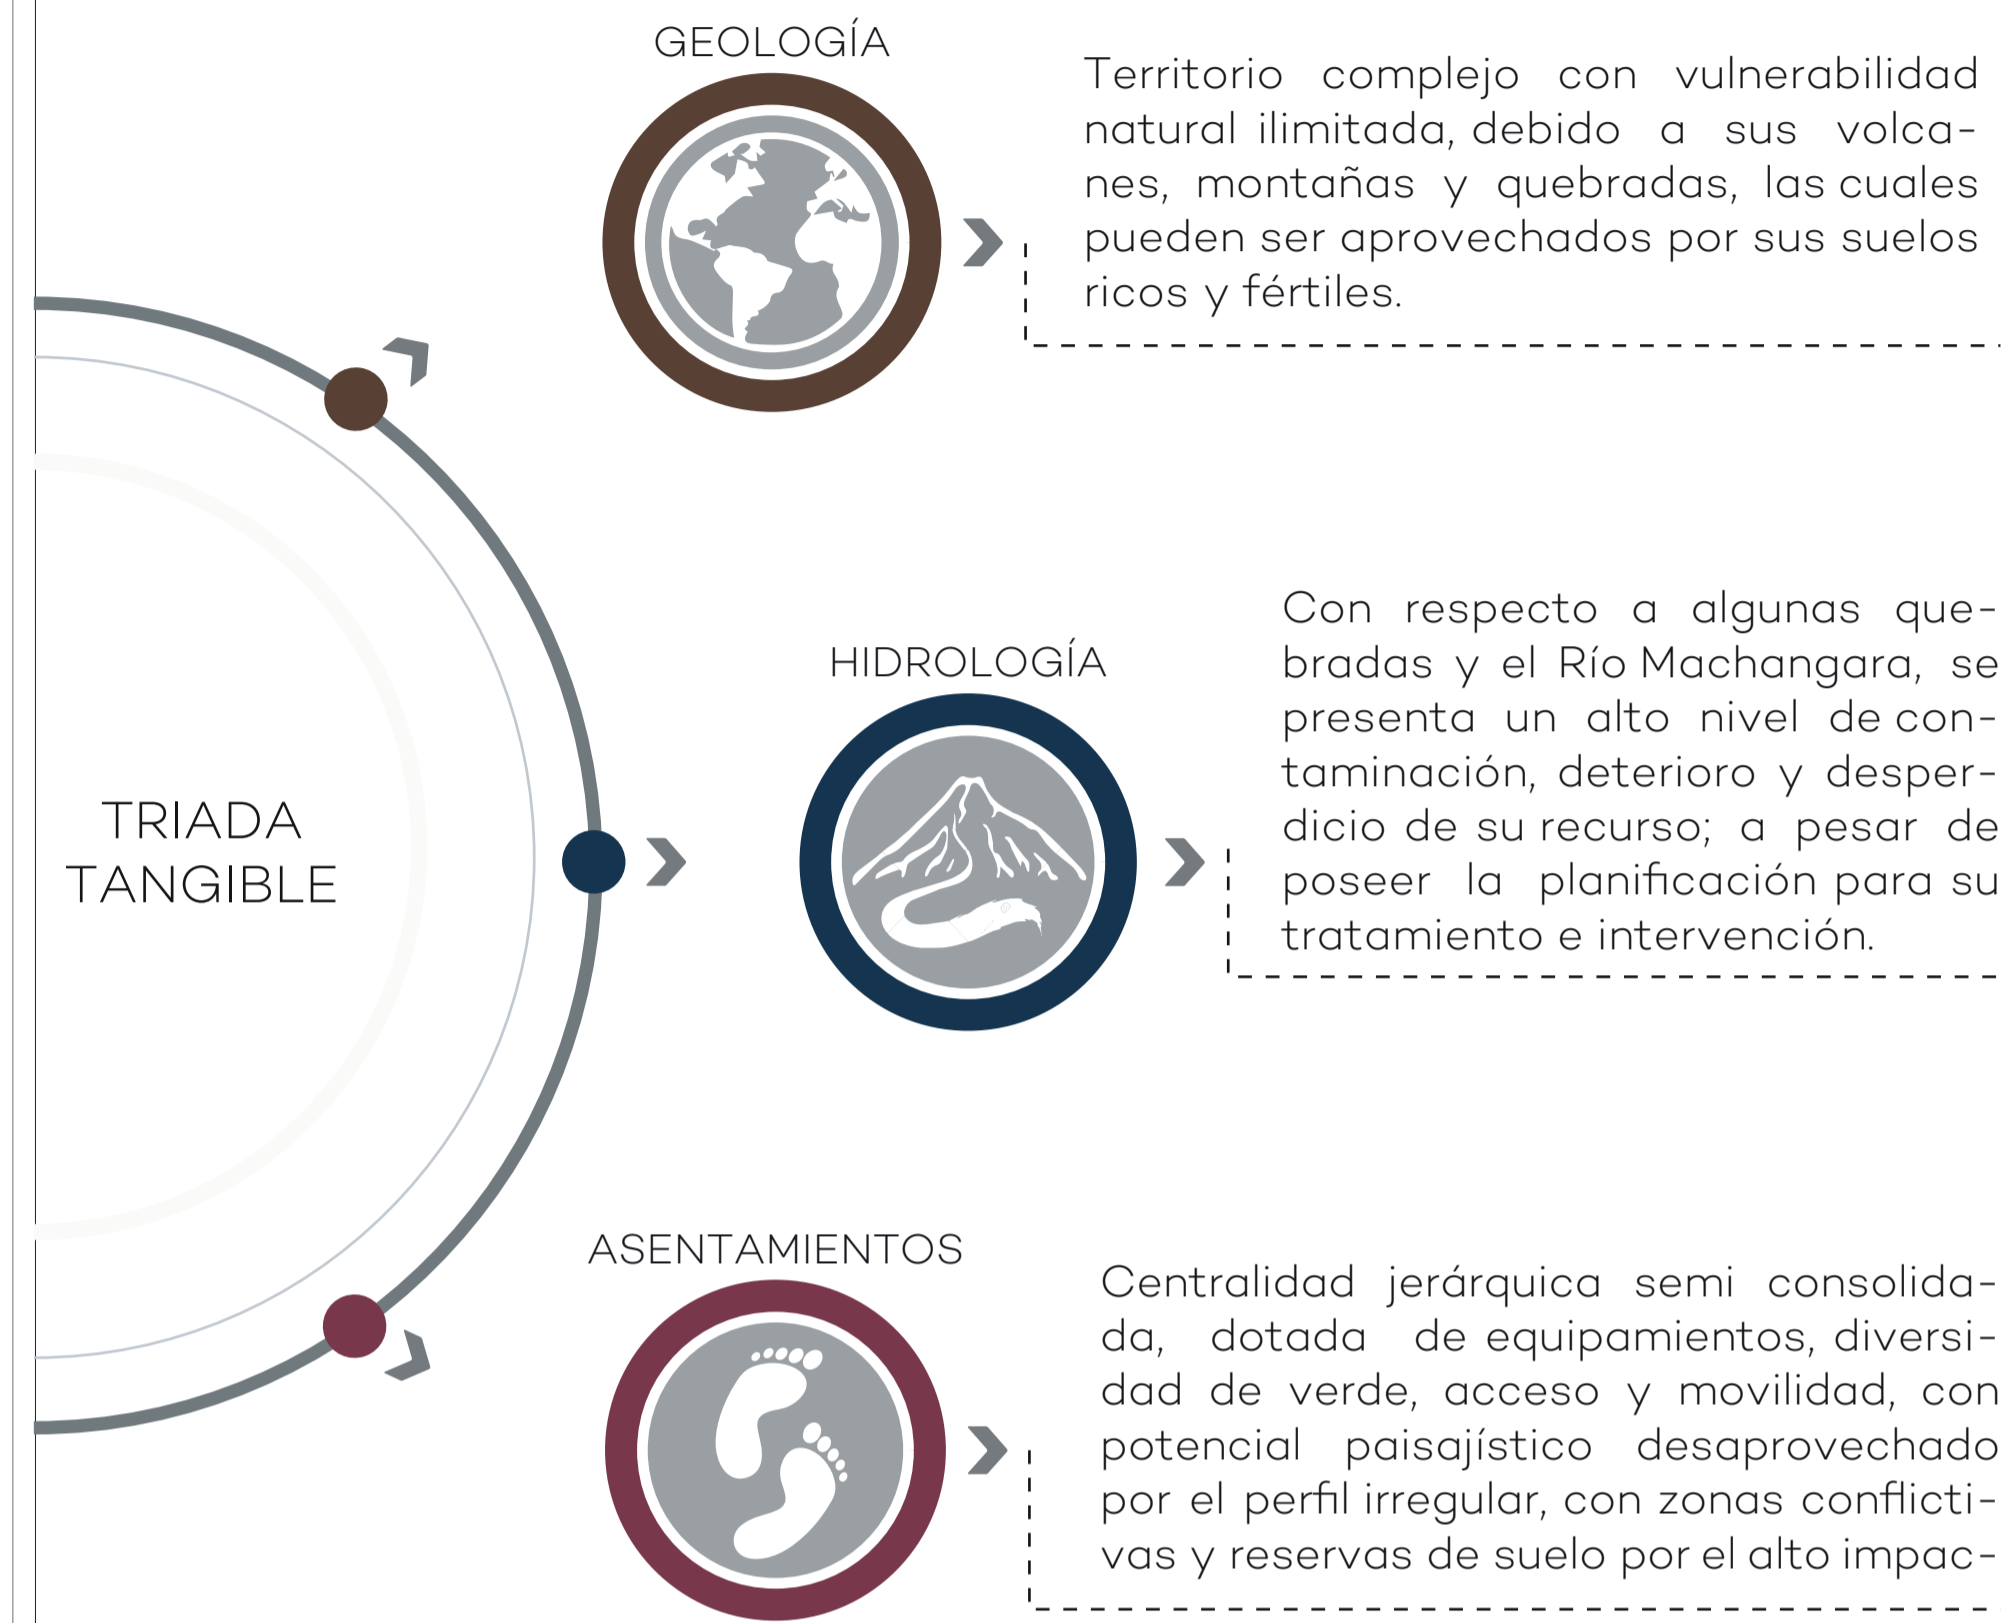 GEOLOGÍA
Territorio complejo con vulnerabilidad
natural ilimitada, debido a sus volca-
nes, montañas y quebradas, las cuales
pueden ser aprovechados por sus suelos
ricos y fértiles.
TRIADA
TANGIBLE
HIDROLOGÍA
Con respecto a algunas que-
bradas y el Río Machangara, se
presenta un alto nivel de con-
taminación, deterioro y desper-
dicio de su recurso; a pesar de
poseer la planificación para su
tratamiento e intervención.
ASENTAMIENTOS
Centralidad jerárquica semi consolida-
da, dotada de equipamientos, diversi-
dad de verde, acceso y movilidad, con
potencial paisajístico desaprovechado
por el perfil irregular, con zonas conflicti-
vas y reservas de suelo por el alto impac-